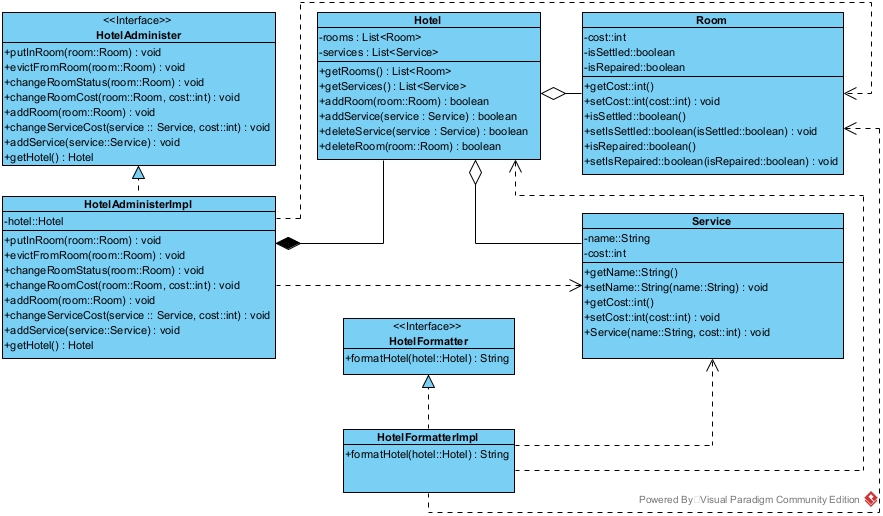 <<Interface>>
HotelAdminister
+putInRoom(room::Room) : void
+evictFromRoom(room::Room) : void
+changeRoomStatus(room::Room) : void
+changeRoomCost(room::Room, cost::int) : void
+addRoom(room::Room) : void
+changeServiceCost(service :: Service, cost::int) : void
+addService(service::Service) : void
+getHotel() : Hotel
Hotel
-rooms : List<Room>
-services : List<Service>
+getRooms() : List<Room>
+getServices() : List<Service>
+addRoom(room::Room) : boolean
+addService(service : Service) : boolean
+deleteService(service : Service) : boolean
+deleteRoom(room::Room) : boolean
Room
-cost::int
-isSettled::boolean
-isRepaired::boolean
+getCost::int()
+setCost::int(cost::int) : void
+isSettled::boolean()
+setIsSettled::boolean(isSettled::boolean) : void
+isRepaired::boolean()
+setIsRepaired::boolean(isRepaired::boolean) : void
HotelAdministerImpl
-hotel::Hotel
+putInRoom(room::Room) : void
+evictFromRoom(room::Room) : void
+changeRoomStatus(room::Room) : void
+changeRoomCost(room::Room, cost::int) : void
+addRoom(room::Room) : void
+changeServiceCost(service :: Service, cost::int) : void
+addService(service::Service) : void
+getHotel() : Hotel
Service
-name::String
-cost::int
+getName::String()
+setName::String(name::String) : void
+getCost::int()
+setCost::int(cost::int) : void
+Service(name::String, cost::int) : void
<<Interface>>
HotelFormatter
+formatHotel(hotel::Hotel) : String
HotelFormatterImpl
+formatHotel(hotel::Hotel) : String
Powered By Visual Paradigm Community Edition